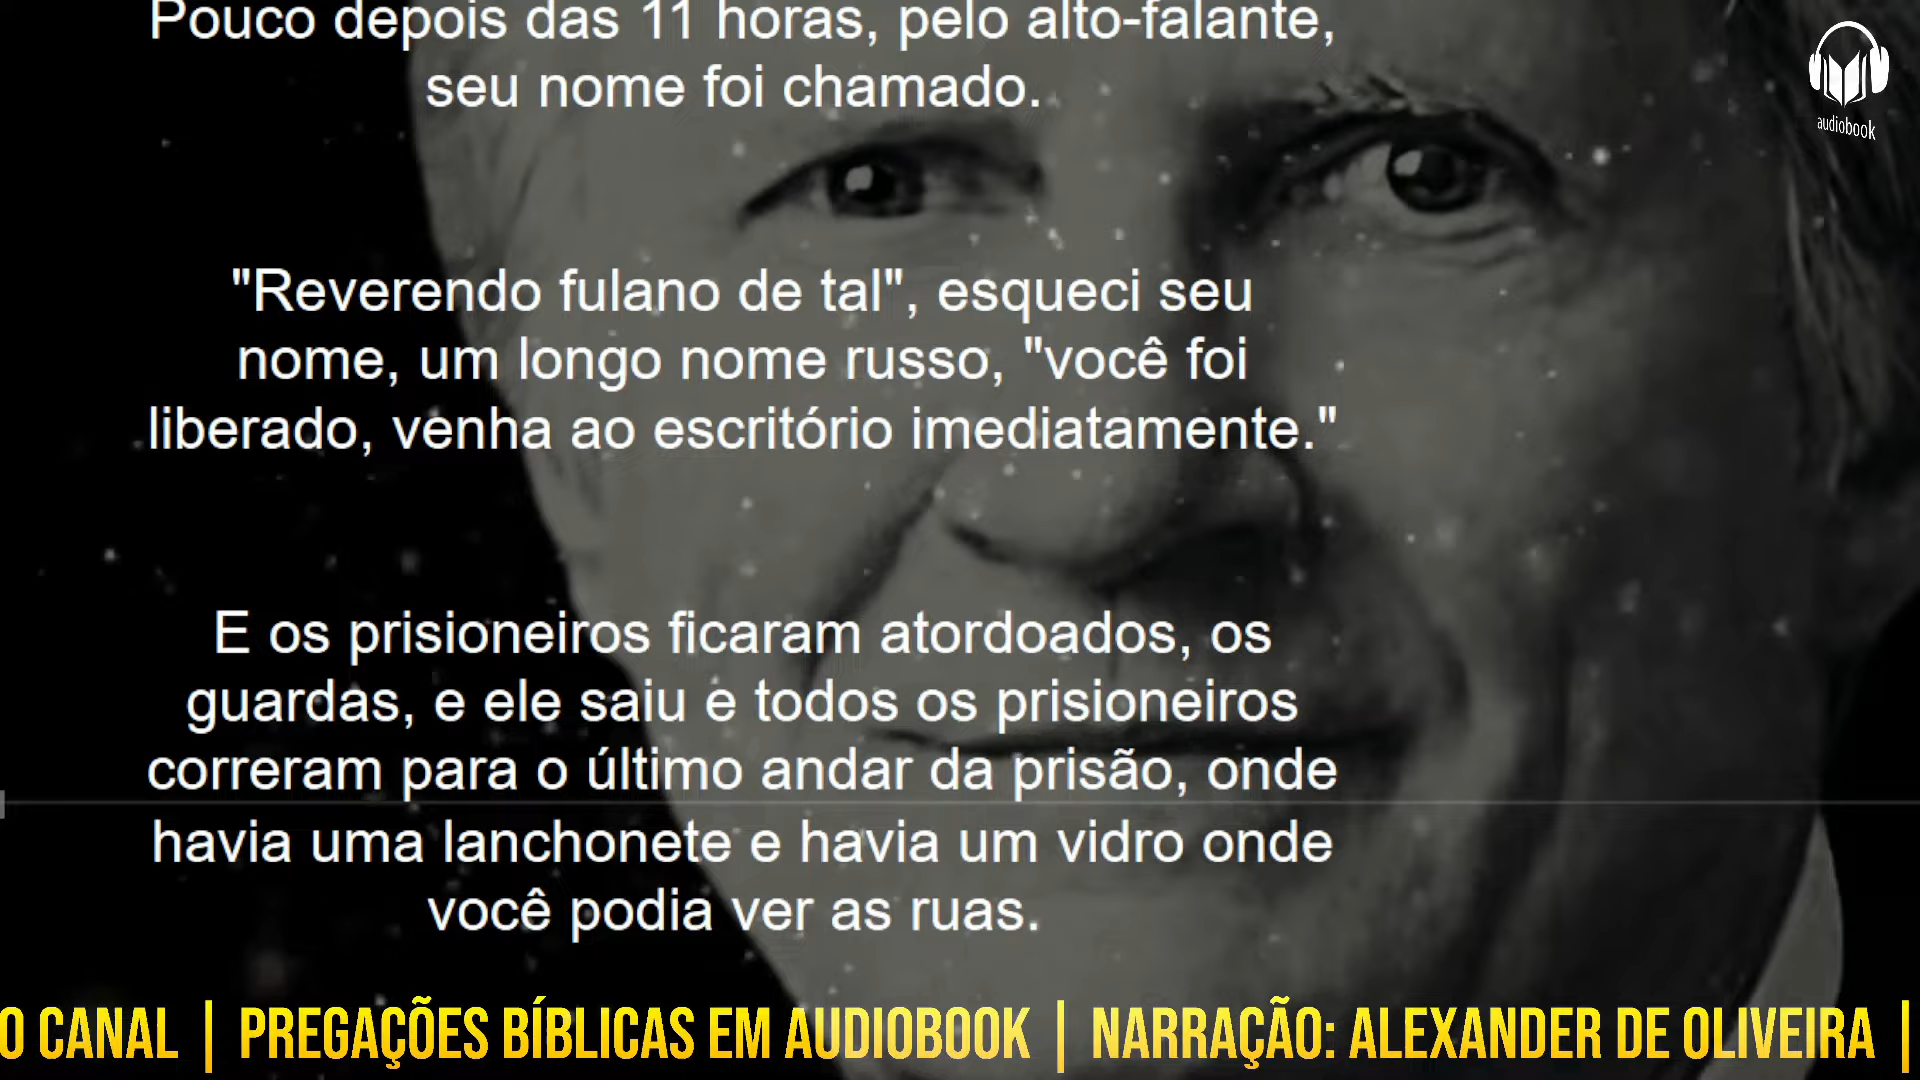 Pouco depois das 11 horas, pelo alto-falante,
seu nome foi chamado.
audiobook
"Reverendo fulano de tal", esqueci seu
nome, um longo nome russo, "você foi
liberado, venha ao escritório imediatamente."
E os prisioneiros ficaram atordoados, os
guardas, e ele saiu e todos os prisioneiros
correram para o último andar da prisão, onde
havia uma lanchonete e havia um vidro onde
você podia ver as ruas.
O CANAL | PREGAÇÕES BÍBLICAS EM AUDIOBOOK | NARRAÇÃO: ALEXANDER DE OLIVEIRA |